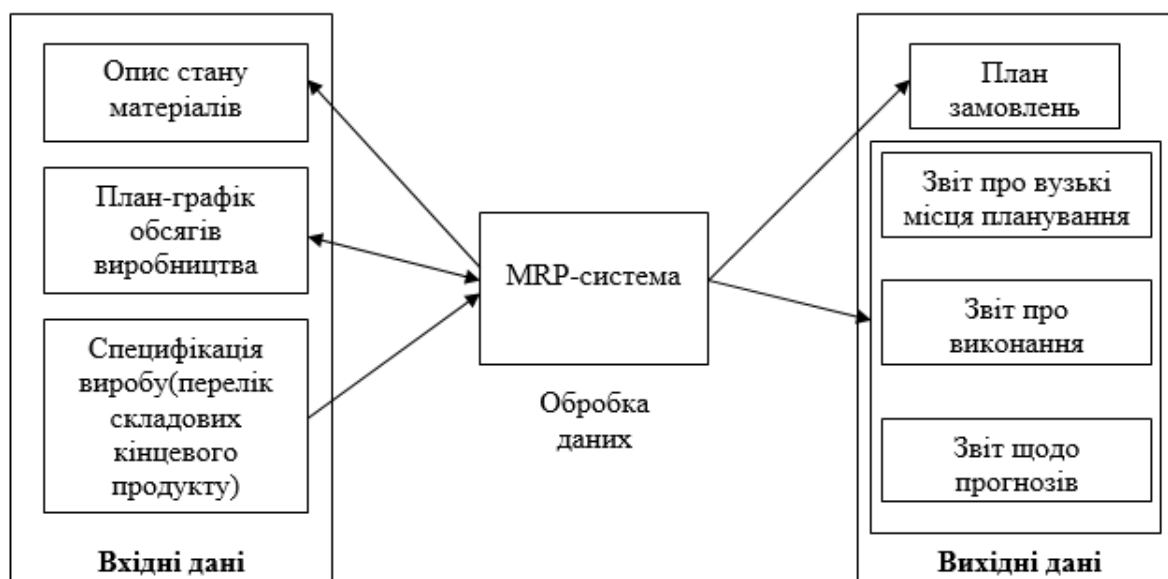 Опис стану
матеріалів
План-графік
обсягів
виробництва
Специфікація
виробу(перелік
складових
кінцевого
продукту)
Вхідні дані
MRP-система
Обробка
даних
План
замовлень
Звіт про вузькі
місця планування
Звіт про
виконання
Звіт щодо
прогнозів
Вихідні дані